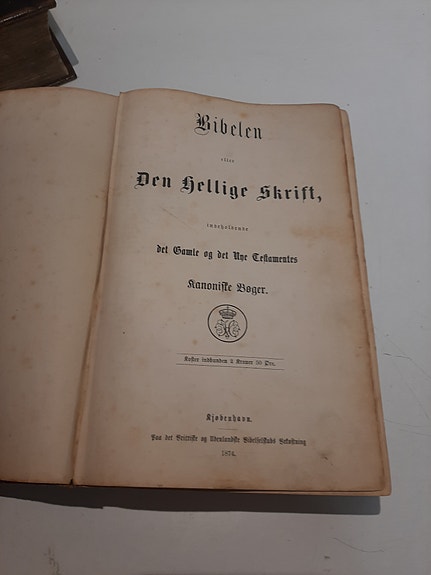 Bibelen
eller
Den Hellige Skrift,
indeholdende
det Gamle og det Nye Testamentes
Kanoniske Bøger.
Koster indbunden 2 Kroner 50 Øre.
Kjøbenhavn.
Paa det Britiske og Udenlandske Bibelselskabs Bekostning
1874.